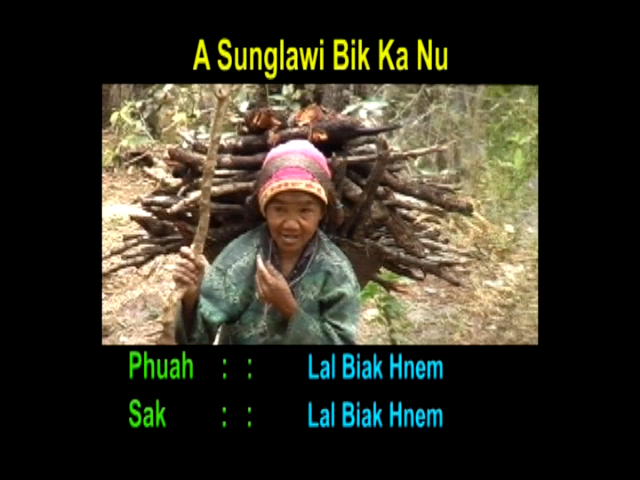 A Sunglawi Bik Ka Nu
Phuah : : Lal Biak Hnem
Sak : : Lal Biak Hnem